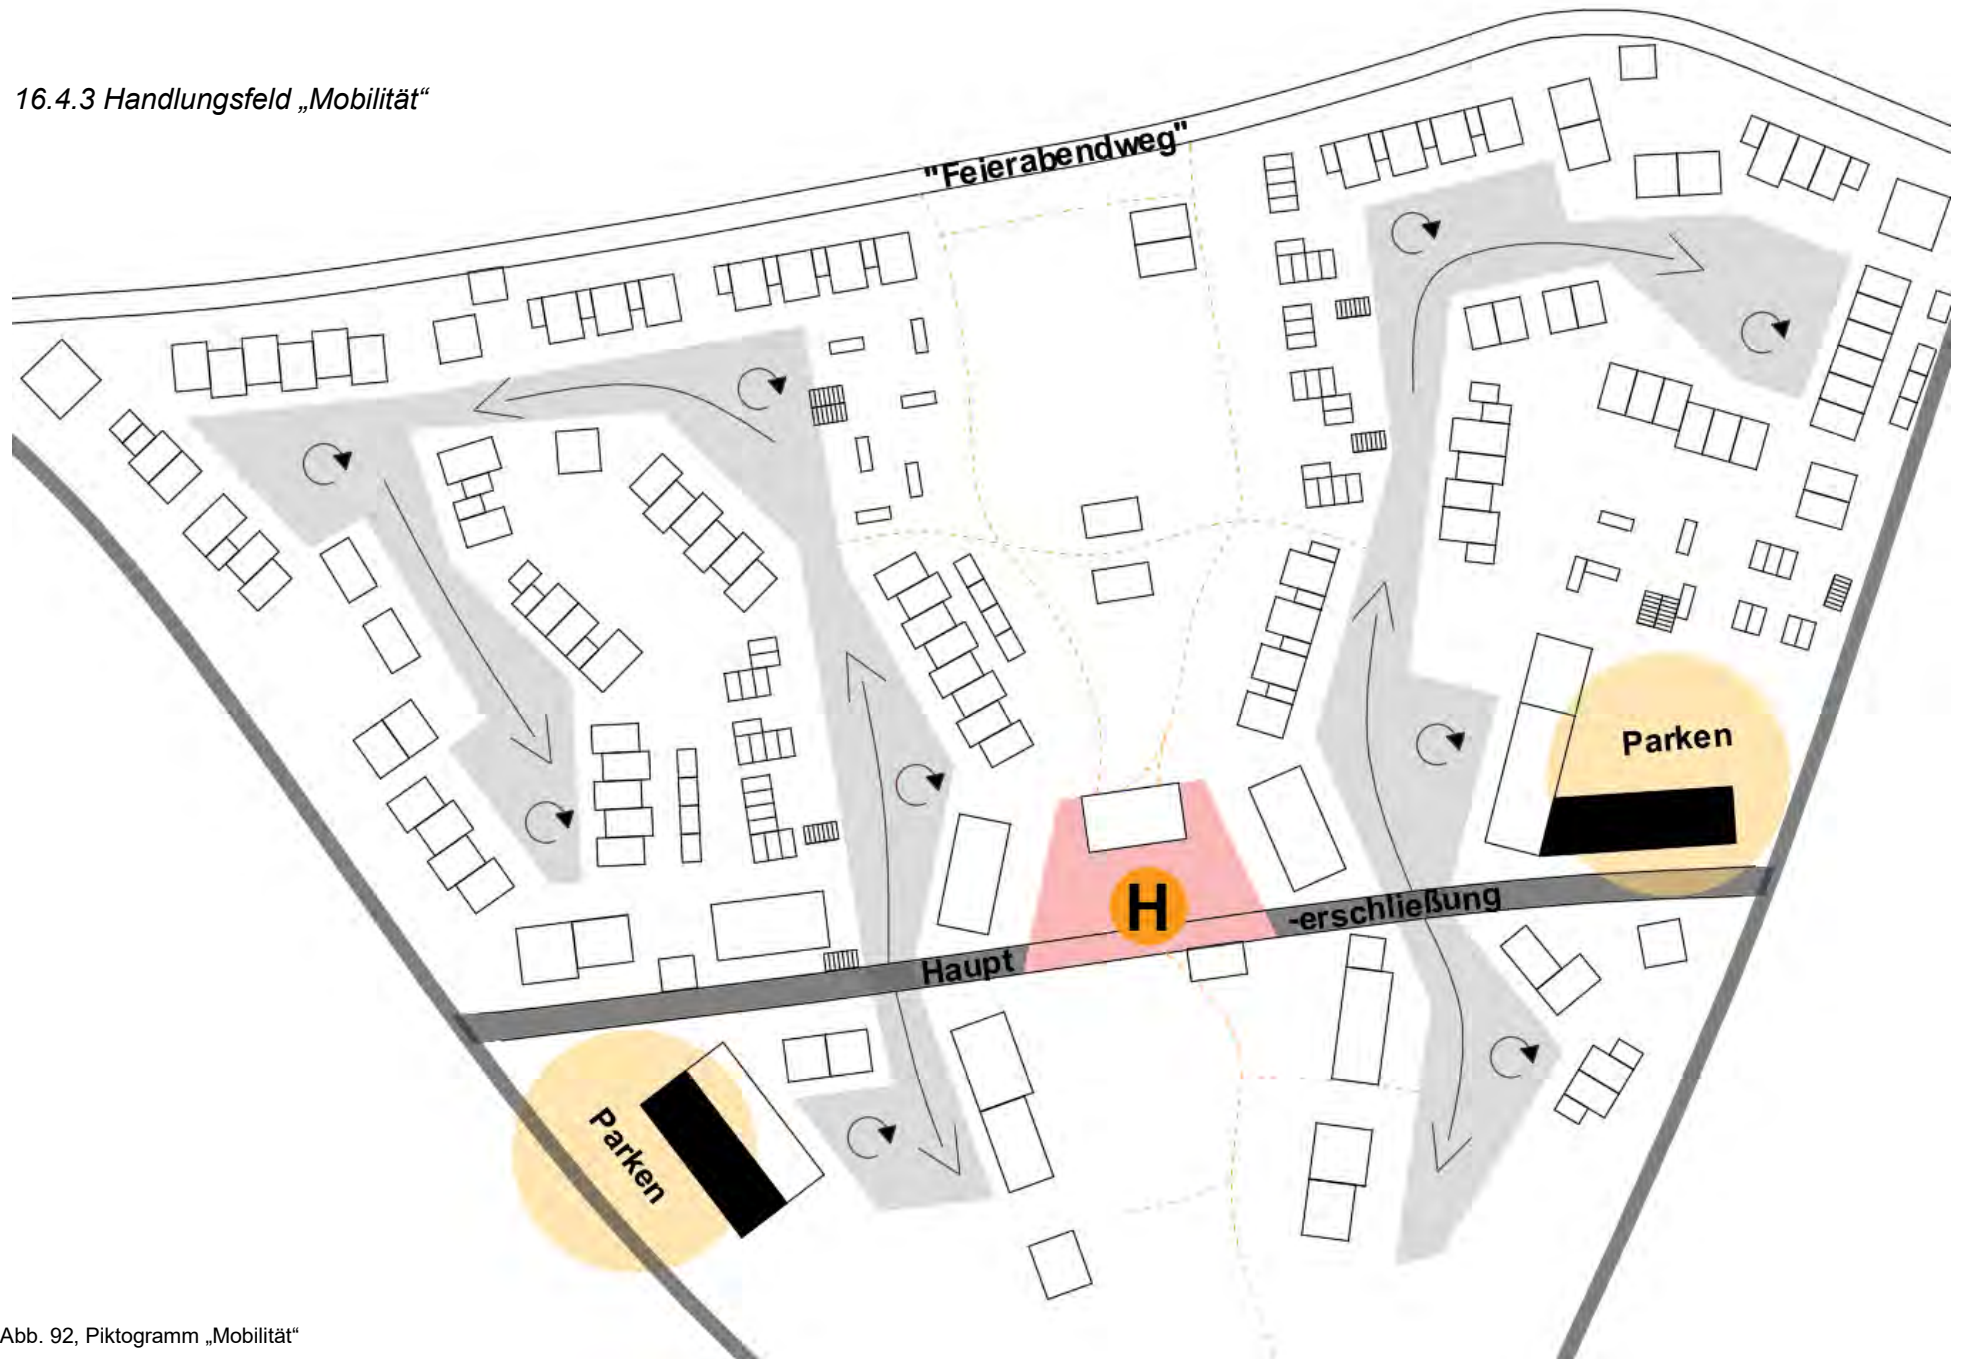 16.4.3 Handlungsfeld „Mobilität“
"Feierabendweg"
Parken
H
-erschließung
Haupt
Parken
Abb. 92, Piktogramm „Mobilität“